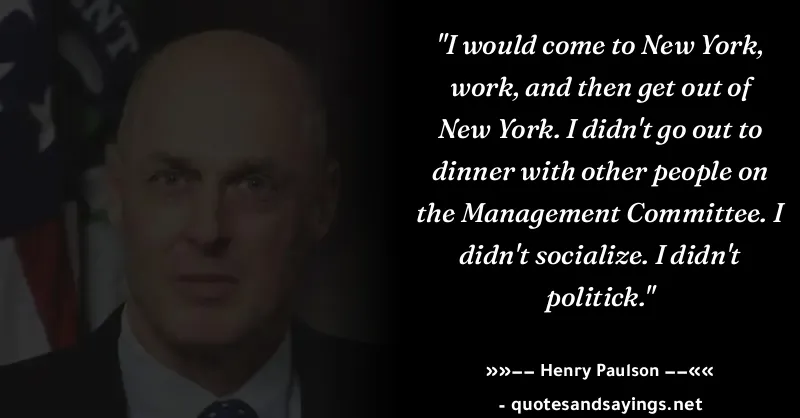 NT
"I would come to New York,
work, and then get out of
New York. I didn't go out to
dinner with other people on
the Management Committee. I
didn't socialize. I didn't
politick."
»»−− Henry Paulson −−««
- quotesandsayings.net